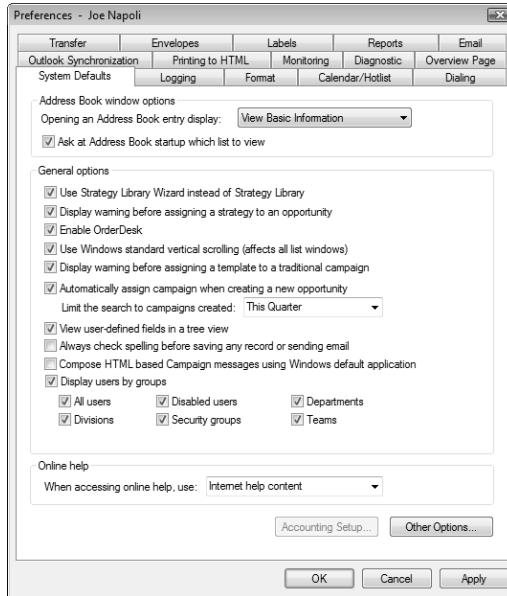 Preferences - Joe Napoli
Transfer Envelopes Labels Reports Email
Outlook Synchronization Printing to HTML Monitoring Diagnostic Overview Page
System Defaults Logging Format Calendar/Hotlist Dialing
Address Book window options
Opening an Address Book entry display: View Basic Information
Ask at Address Book startup which list to view
General options
Use Strategy Library Wizard instead of Strategy Library
Display warning before assigning a strategy to an opportunity
Enable OrderDesk
Use Windows standard vertical scrolling (affects all list windows)
Display warning before assigning a template to a traditional campaign
Automatically assign campaign when creating a new opportunity
Limit the search to campaigns created: This Quarter
View user-defined fields in a tree view
Always check spelling before saving any record or sending email
Compose HTML based Campaign messages using Windows default application
Display users by groups
All users Disabled users Departments
Divisions Security groups Teams
Online help
When accessing online help, use: Internet help content
Accounting Setup... Other Options...
OK Cancel Apply